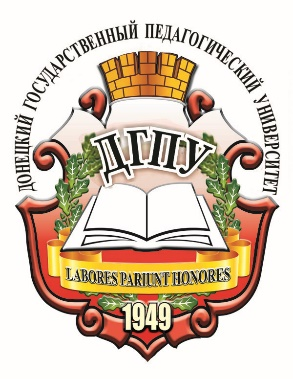 ДОНЕЦКИЙ ГОСУДАРСТВЕННЫЙ ПЕДАГОГИЧЕСКИЙ УНИВЕРСИТЕТ
ДГПУ
LABORES PARIUNT HONORES
1949